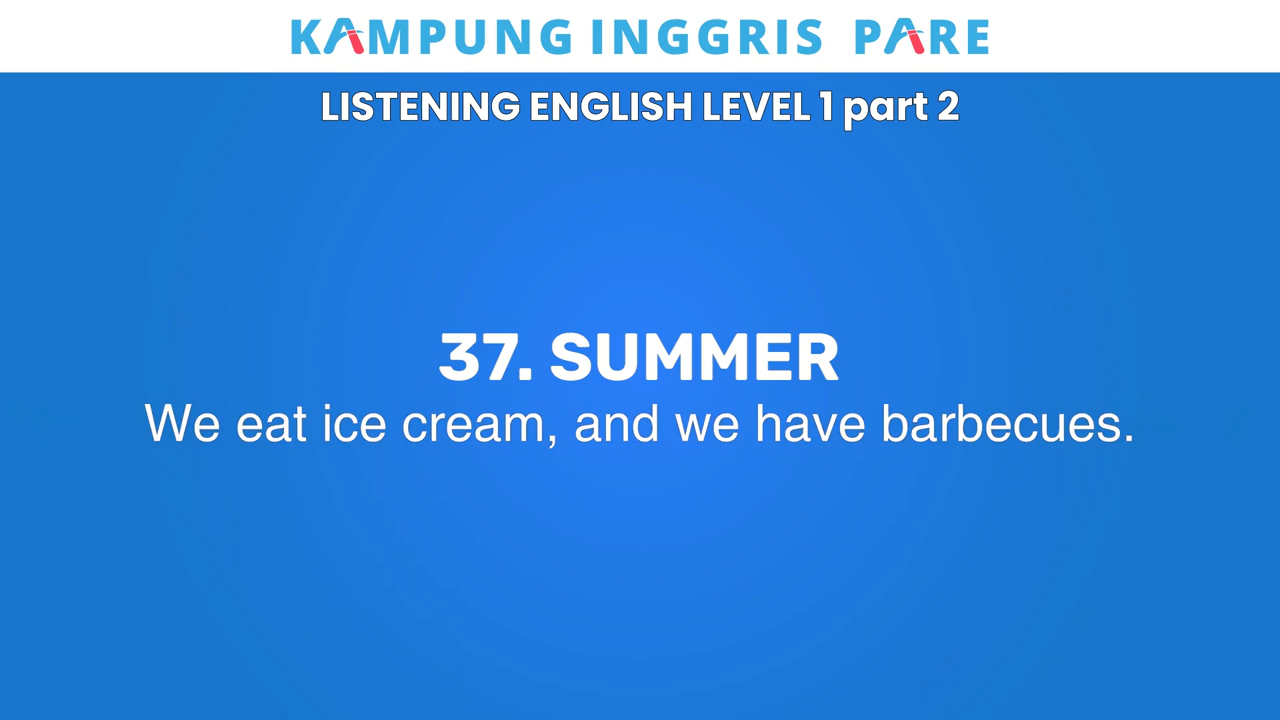 KAMPUNG INGGRIS PARE
LISTENING ENGLISH LEVEL 1 part 2
37. SUMMER
We eat ice cream, and we have barbecues.